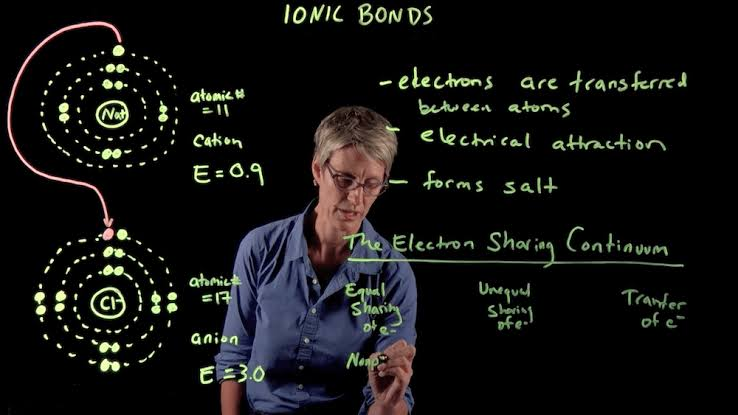 IONIC BONDS
Na+
atomic #
= 11
Cation
E = 0.9
- electrons are transferred
between atoms
- electrical attraction
- forms salt
The Electron Sharing Continuum
Equal
Sharing
of e-
Unequal
Sharing
of e-
Tranfer
of e-
Nonp
Cl-
atomic#
= 17
anion
E = 3.0